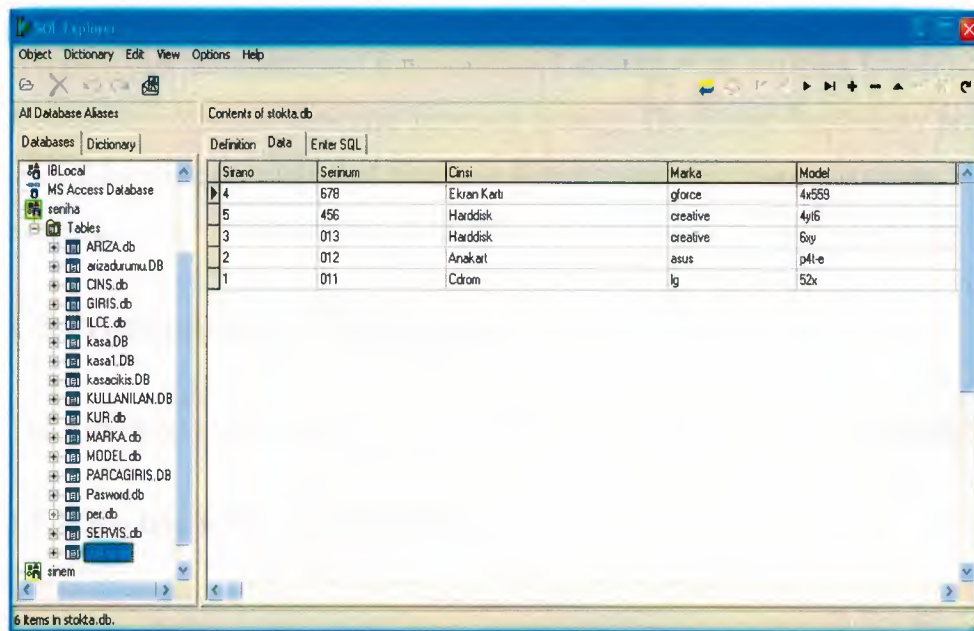 SQL Explorer
Object Dictionary Edit View Options Help
All Database Aliases
Contents of stokta.db
Databases Dictionary
Definition Data Enter SQL
IBLocal
MS Access Database
seniha
Tables
ARIZA.db
arizadurumu.DB
CINS.db
GIRIS.db
ILCE.db
kasa.DB
kasa1.DB
kasacikis.DB
KULLANILAN.DB
KUR.db
MARKA.db
MODEL.db
PARCAGIRIS.DB
Pasword.db
per.db
SERVIS.db
sinem
Sirano Serinum Cinsi Marka Model
4 678 Ekran Kartı gforce 4x559
5 456 Harddisk creative 4yt6
3 013 Harddisk creative 6xy
2 012 Anakart asus p4t-e
1 011 Cdrom lg 52x
6 items in stokta.db.